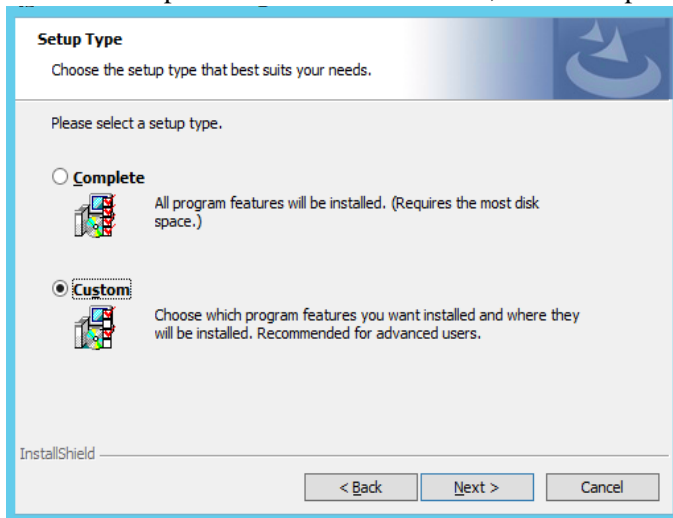 Setup Type
Choose the setup type that best suits your needs.
Please select a setup type.
Complete
All program features will be installed. (Requires the most disk
space.)
Custom
Choose which program features you want installed and where they
will be installed. Recommended for advanced users.
InstallShield
< Back
Next >
Cancel